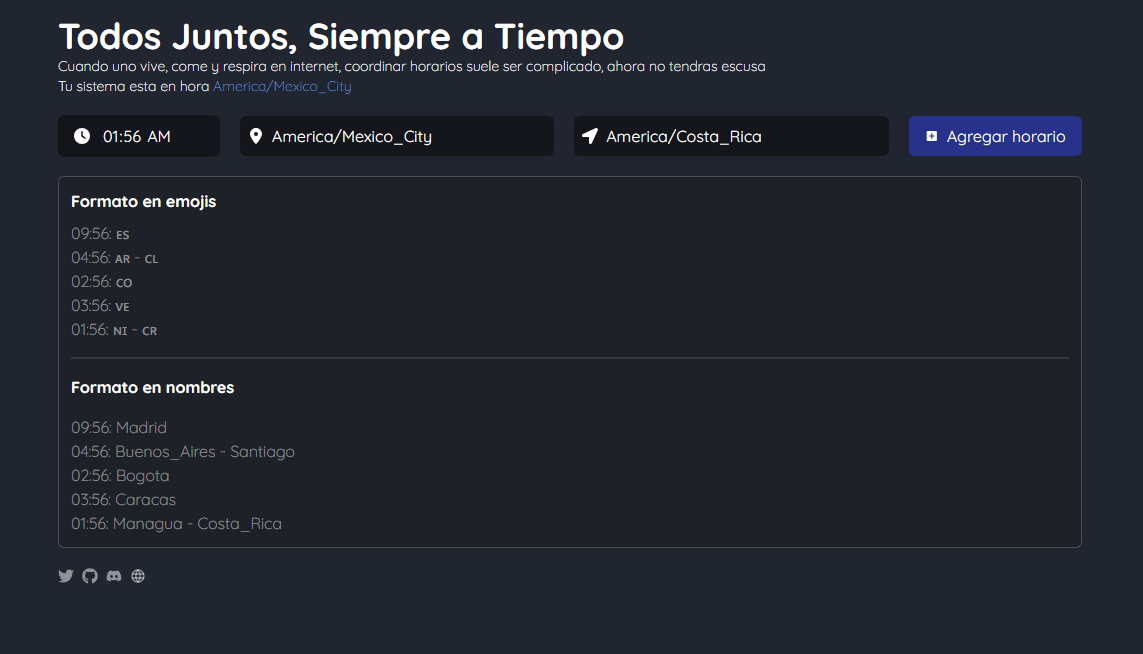 Todos Juntos, Siempre a Tiempo
Cuando uno vive, come y respira en internet, coordinar horarios suele ser complicado, ahora no tendras escusa
Tu sistema esta en hora America/Mexico_City
01:56 AM America/Mexico_City America/Costa_Rica Agregar horario
Formato en emojis
09:56: ES
04:56: AR - CL
02:56: CO
03:56: VE
01:56: NI - CR
Formato en nombres
09:56: Madrid
04:56: Buenos_Aires - Santiago
02:56: Bogota
03:56: Caracas
01:56: Managua - Costa_Rica